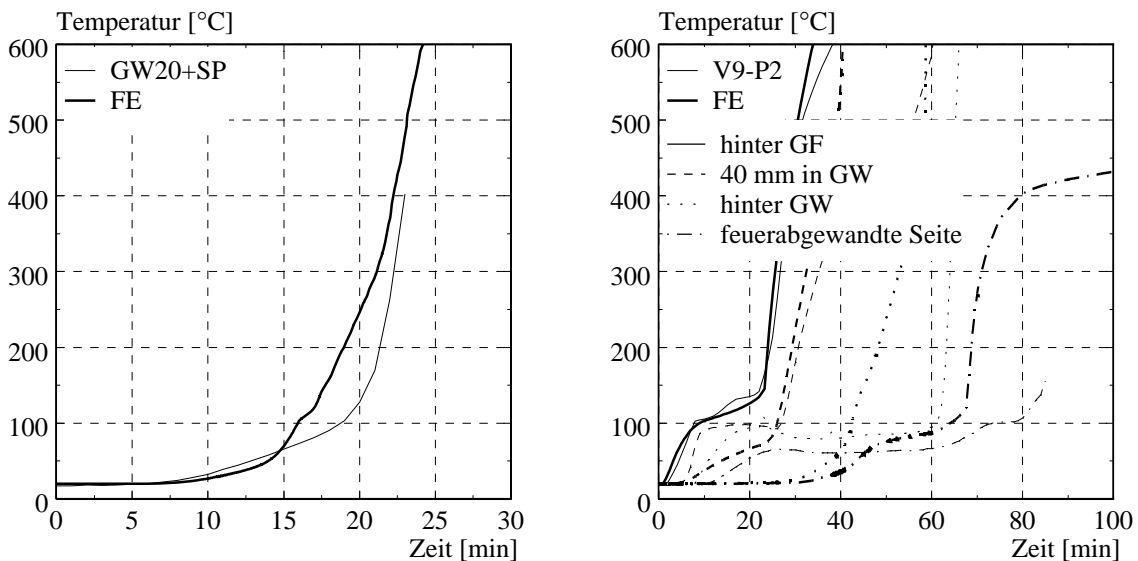 Temperatur [°C]
600
500
400
300
200
100
0
GW20+SP
FE
0 5 10 15 20 25 30
Zeit [min]
Temperatur [°C]
600
500
400
300
200
100
0
V9-P2
FE
hinter GF
40 mm in GW
hinter GW
feuerabgewandte Seite
0 20 40 60 80 100
Zeit [min]